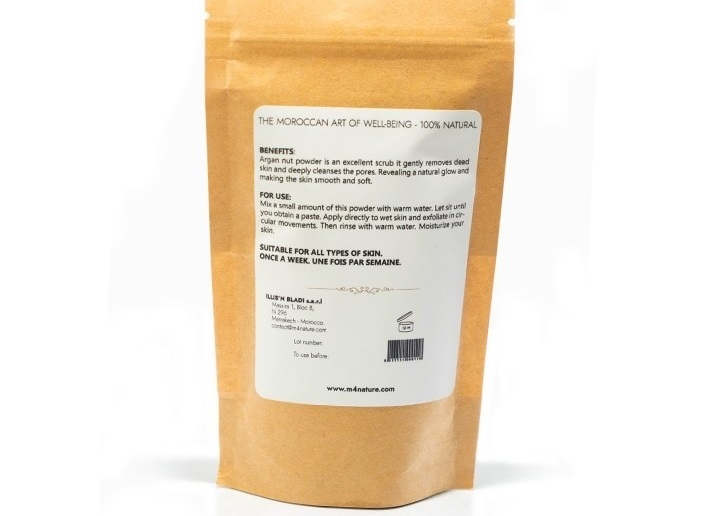 THE MOROCCAN ART OF WELL-BEING - 100% NATURAL
BENEFITS:
Argan nut powder is an excellent scrub it gently removes dead
skin and deeply cleanses the pores. Revealing a natural glow and
making the skin smooth and soft.
FOR USE:
Mix a small amount of this powder with warm water. Let sit until
you obtain a paste. Apply directly to wet skin and exfoliate in cir-
cular movements. Then rinse with warm water. Moisturize your
skin.
SUITABLE FOR ALL TYPES OF SKIN.
ONCE A WEEK. UNE FOIS PAR SEMAINE.
BLADI s.a.r.l
Massira 1, Bloc B,
N 296
Marrakech - Morocco
contact@m4nature.com
Lot number:
To use before:
www.m4nature.com